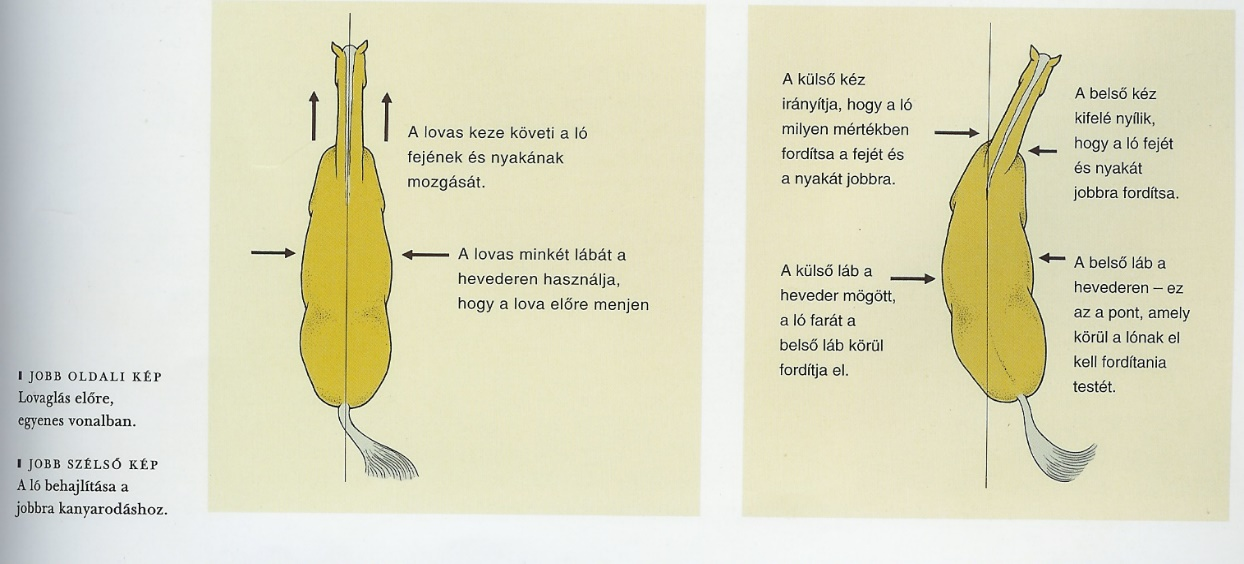 JOBB OLDALI KÉP
Lovaglás előre,
egyenes vonalban.
JOBB SZÉLSŐ KÉP
A ló behajlítása a
jobbra kanyarodáshoz.
A lovas keze követi a ló
fejének és nyakának
mozgását.
A lovas minkét lábát a
hevederen használja,
hogy a lova előre menjen
A külső kéz
irányítja, hogy a ló
milyen mértékben
fordítsa a fejét és
a nyakát jobbra.
A belső kéz
kifelé nyílik,
hogy a ló fejét
és nyakát
jobbra fordítsa.
A külső láb a
heveder mögött,
a ló farát a
belső láb körül
fordítja el.
A belső láb a
hevederen – ez
az a pont, amely
körül a lónak el
kell fordítania
testét.